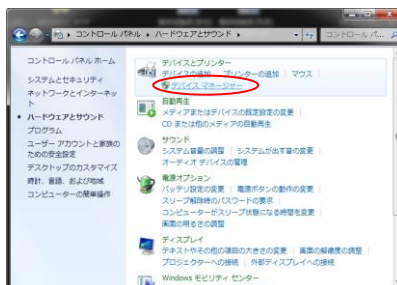 コントロール パネル ▸ ハードウェアとサウンド ▸
コントロール パ...
コントロール パネル ホーム
システムとセキュリティ
ネットワークとインターネッ
ト
ハードウェアとサウンド
プログラム
ユーザー アカウントと家族の
ための安全設定
デスクトップのカスタマイズ
時計、言語、および地域
コンピューターの簡単操作
デバイスとプリンター
デバイスの追加 | プリンターの追加 | マウス |
デバイス マネージャー
自動再生
メディアまたはデバイスの既定設定の変更 |
CD または他のメディアの自動再生
サウンド
システム音量の調整 | システムが出す音の変更 |
オーディオ デバイスの管理
電源オプション
バッテリ設定の変更 | 電源ボタンの動作の変更 |
スリープ解除時のパスワードの要求 |
コンピューターがスリープ状態になる時間を変更 |
画面の明るさの調整
ディスプレイ
テキストやその他の項目の大きさの変更 | 画面の解像度の調整 |
プロジェクターへの接続 | 外部ディスプレイへの接続
Windows モビリティ センター